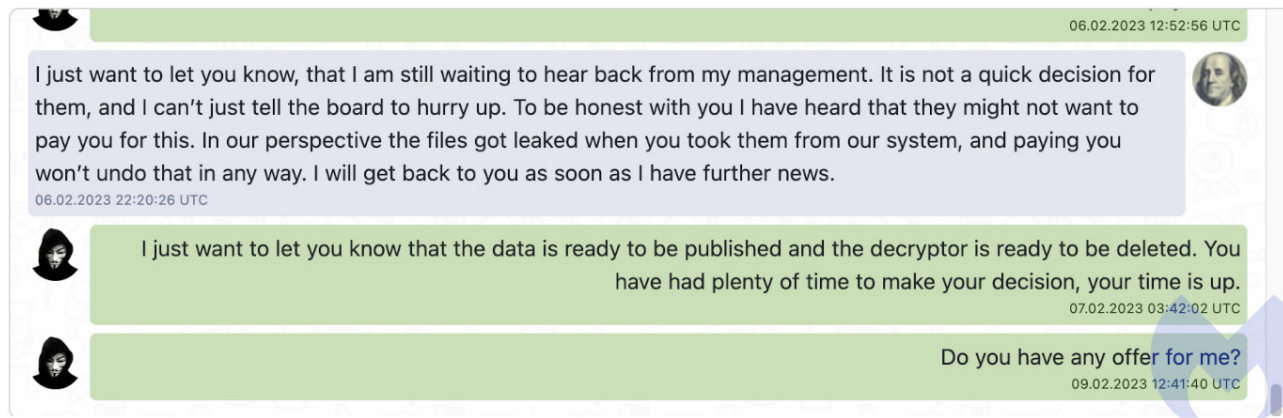 06.02.2023 12:52:56 UTC
I just want to let you know, that I am still waiting to hear back from my management. It is not a quick decision for
them, and I can’t just tell the board to hurry up. To be honest with you I have heard that they might not want to
pay you for this. In our perspective the files got leaked when you took them from our system, and paying you
won’t undo that in any way. I will get back to you as soon as I have further news.
06.02.2023 22:20:26 UTC
I just want to let you know that the data is ready to be published and the decryptor is ready to be deleted. You
have had plenty of time to make your decision, your time is up.
07.02.2023 03:42:02 UTC
Do you have any offer for me?
09.02.2023 12:41:40 UTC